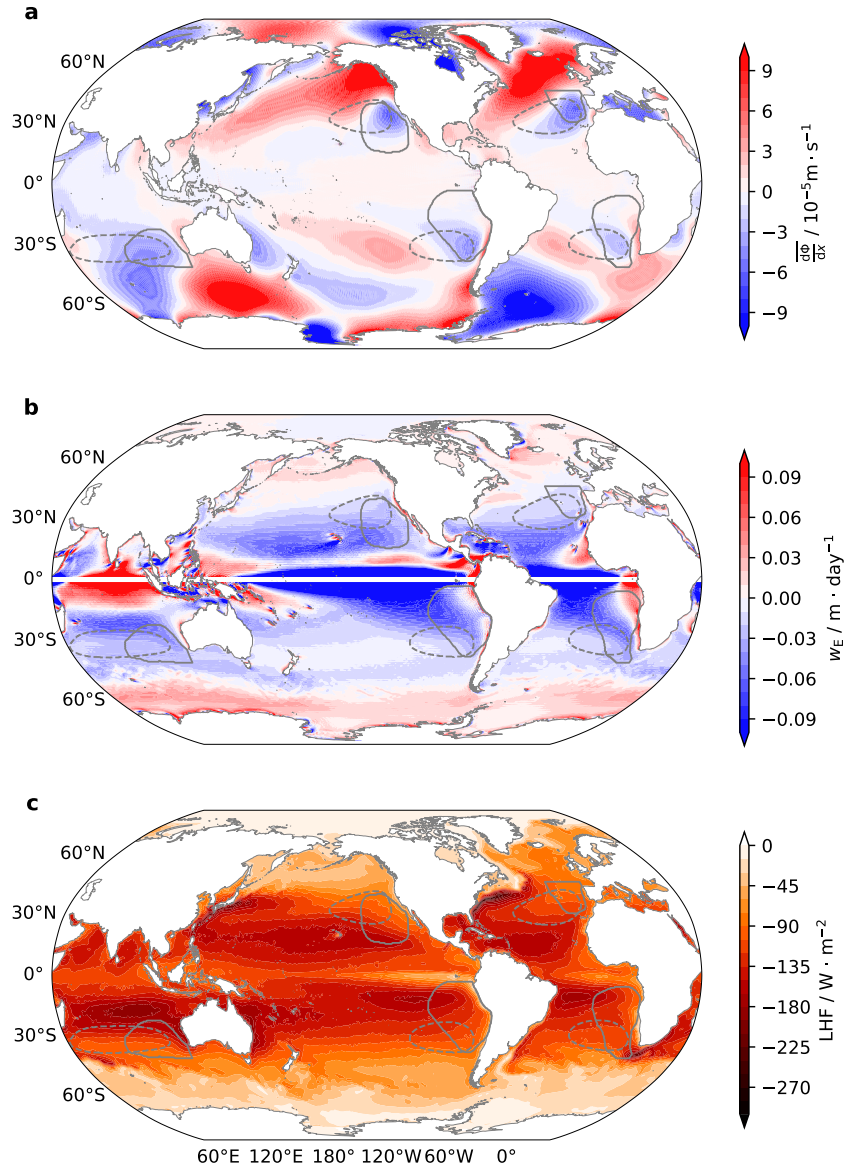 a
60°N
30°N
0°
30°S
60°S
9
6
3
0
−3
−6
−9
dΦ/dx / 10⁻⁵m · s⁻¹
b
60°N
30°N
0°
30°S
60°S
0.09
0.06
0.03
0.00
−0.03
−0.06
−0.09
w_E / m · day⁻¹
c
60°N
30°N
0°
30°S
60°S
60°E 120°E 180° 120°W 60°W 0°
0
−45
−90
−135
−180
−225
−270
LHF / W · m⁻²